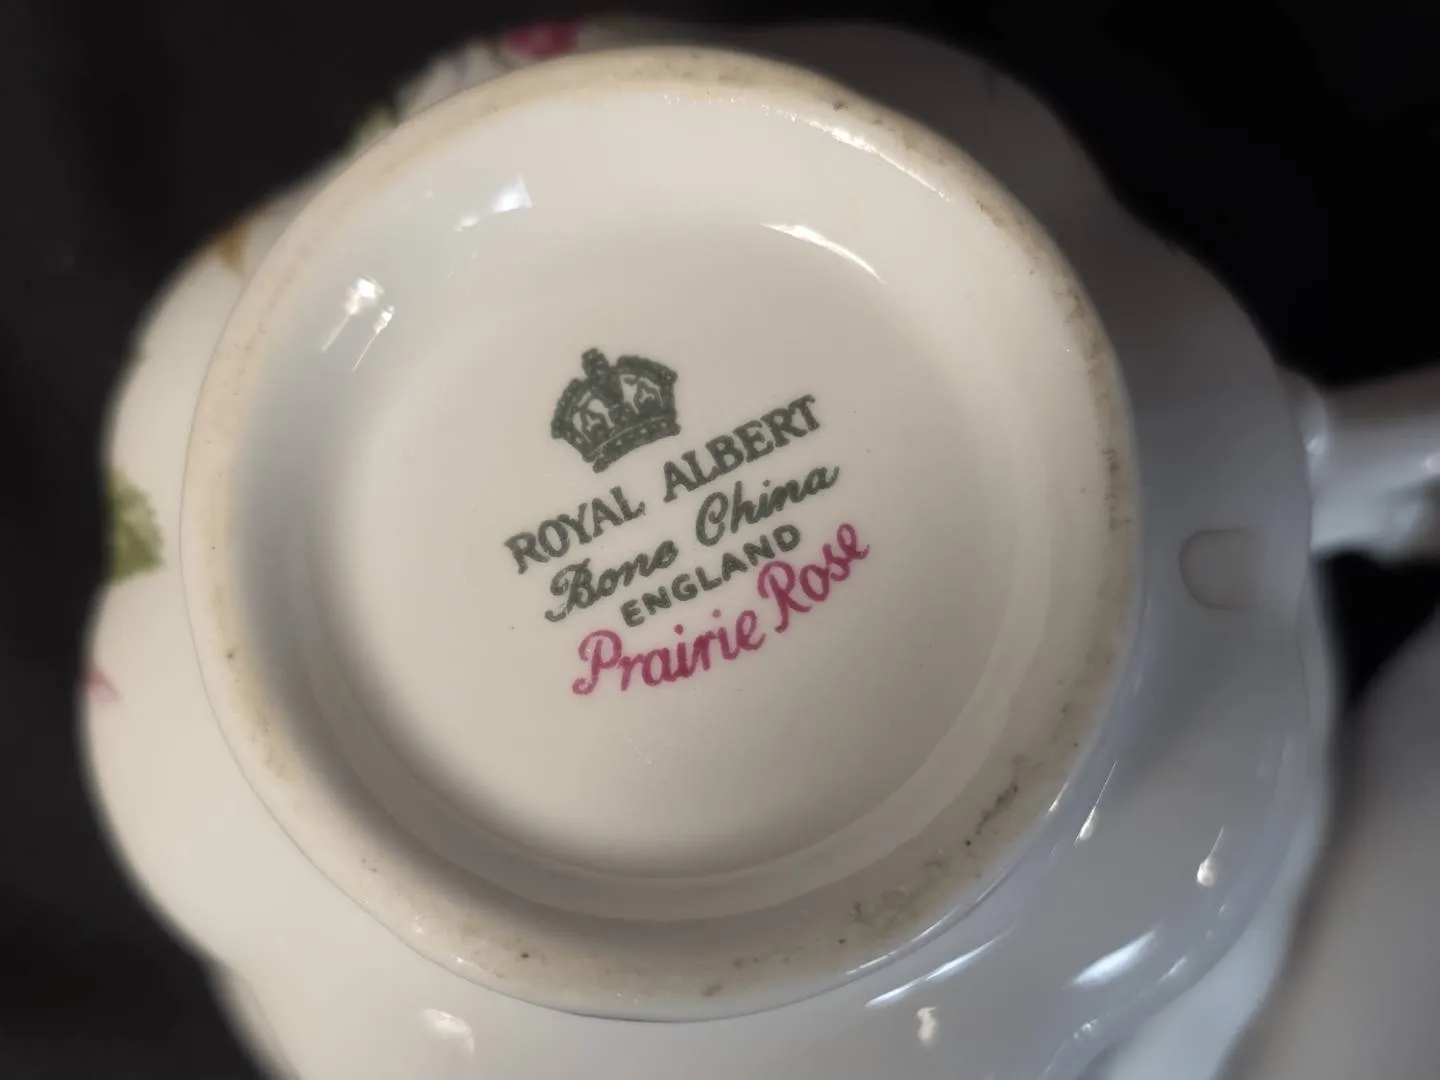 ROYAL ALBERT
Bone China
ENGLAND
Prairie Rose